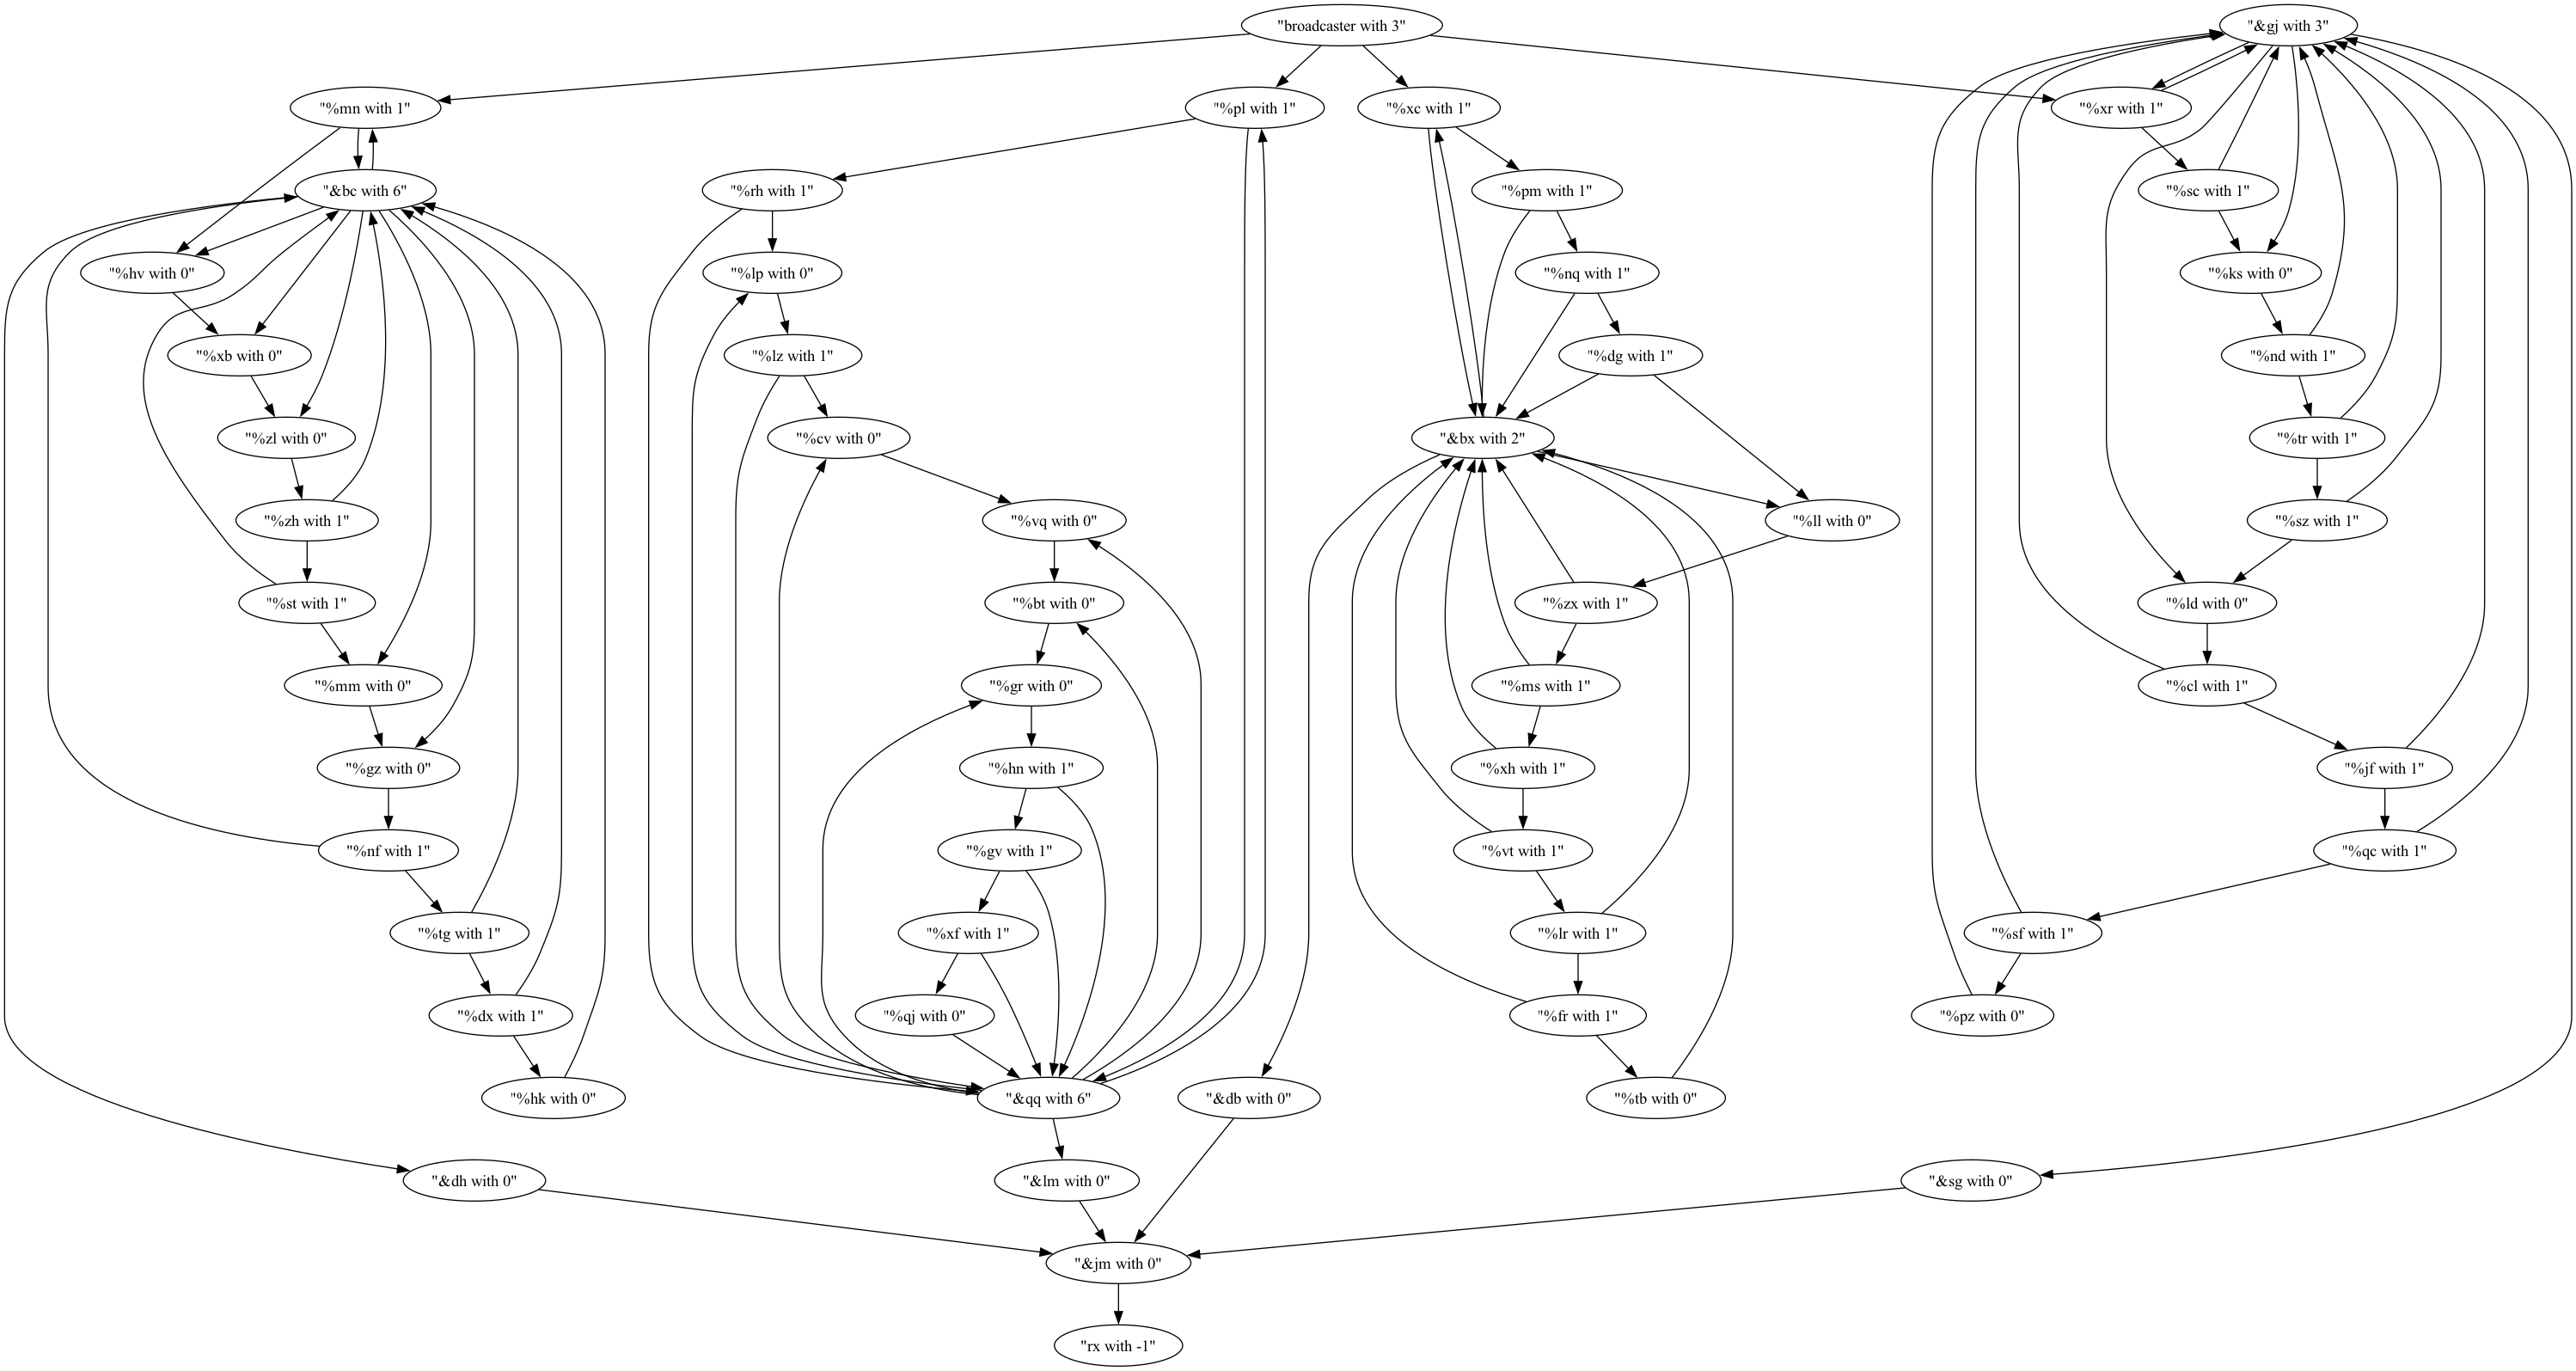 "broadcaster with 3"
"&gj with 3"
"%mn with 1"
"%pl with 1"
"%xc with 1"
"%xr with 1"
"&bc with 6"
"%rh with 1"
"%pm with 1"
"%sc with 1"
"%hv with 0"
"%lp with 0"
"%nq with 1"
"%ks with 0"
"%xb with 0"
"%lz with 1"
"%dg with 1"
"%nd with 1"
"%zl with 0"
"%cv with 0"
"&bx with 2"
"%tr with 1"
"%zh with 1"
"%vq with 0"
"%ll with 0"
"%sz with 1"
"%st with 1"
"%bt with 0"
"%zx with 1"
"%ld with 0"
"%mm with 0"
"%gr with 0"
"%ms with 1"
"%cl with 1"
"%gz with 0"
"%hn with 1"
"%xh with 1"
"%jf with 1"
"%nf with 1"
"%gv with 1"
"%vt with 1"
"%qc with 1"
"%tg with 1"
"%xf with 1"
"%lr with 1"
"%sf with 1"
"%dx with 1"
"%qj with 0"
"%fr with 1"
"%pz with 0"
"%hk with 0"
"&qq with 6"
"&db with 0"
"%tb with 0"
"&dh with 0"
"&lm with 0"
"&sg with 0"
"&jm with 0"
"rx with -1"